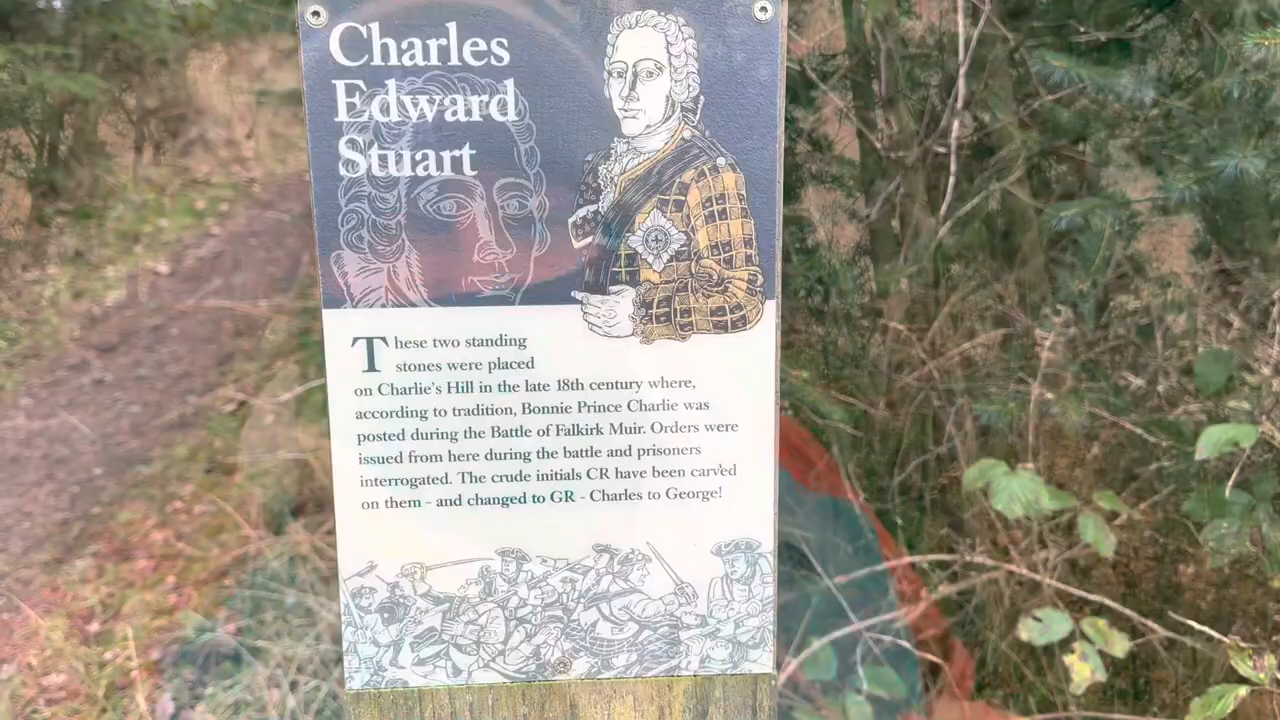 Charles
Edward
Stuart
These two standing
stones were placed
on Charlie's Hill in the late 18th century where,
according to tradition, Bonnie Prince Charlie was
posted during the Battle of Falkirk Muir. Orders were
issued from here during the battle and prisoners
interrogated. The crude initials CR have been carved
on them - and changed to GR - Charles to George!